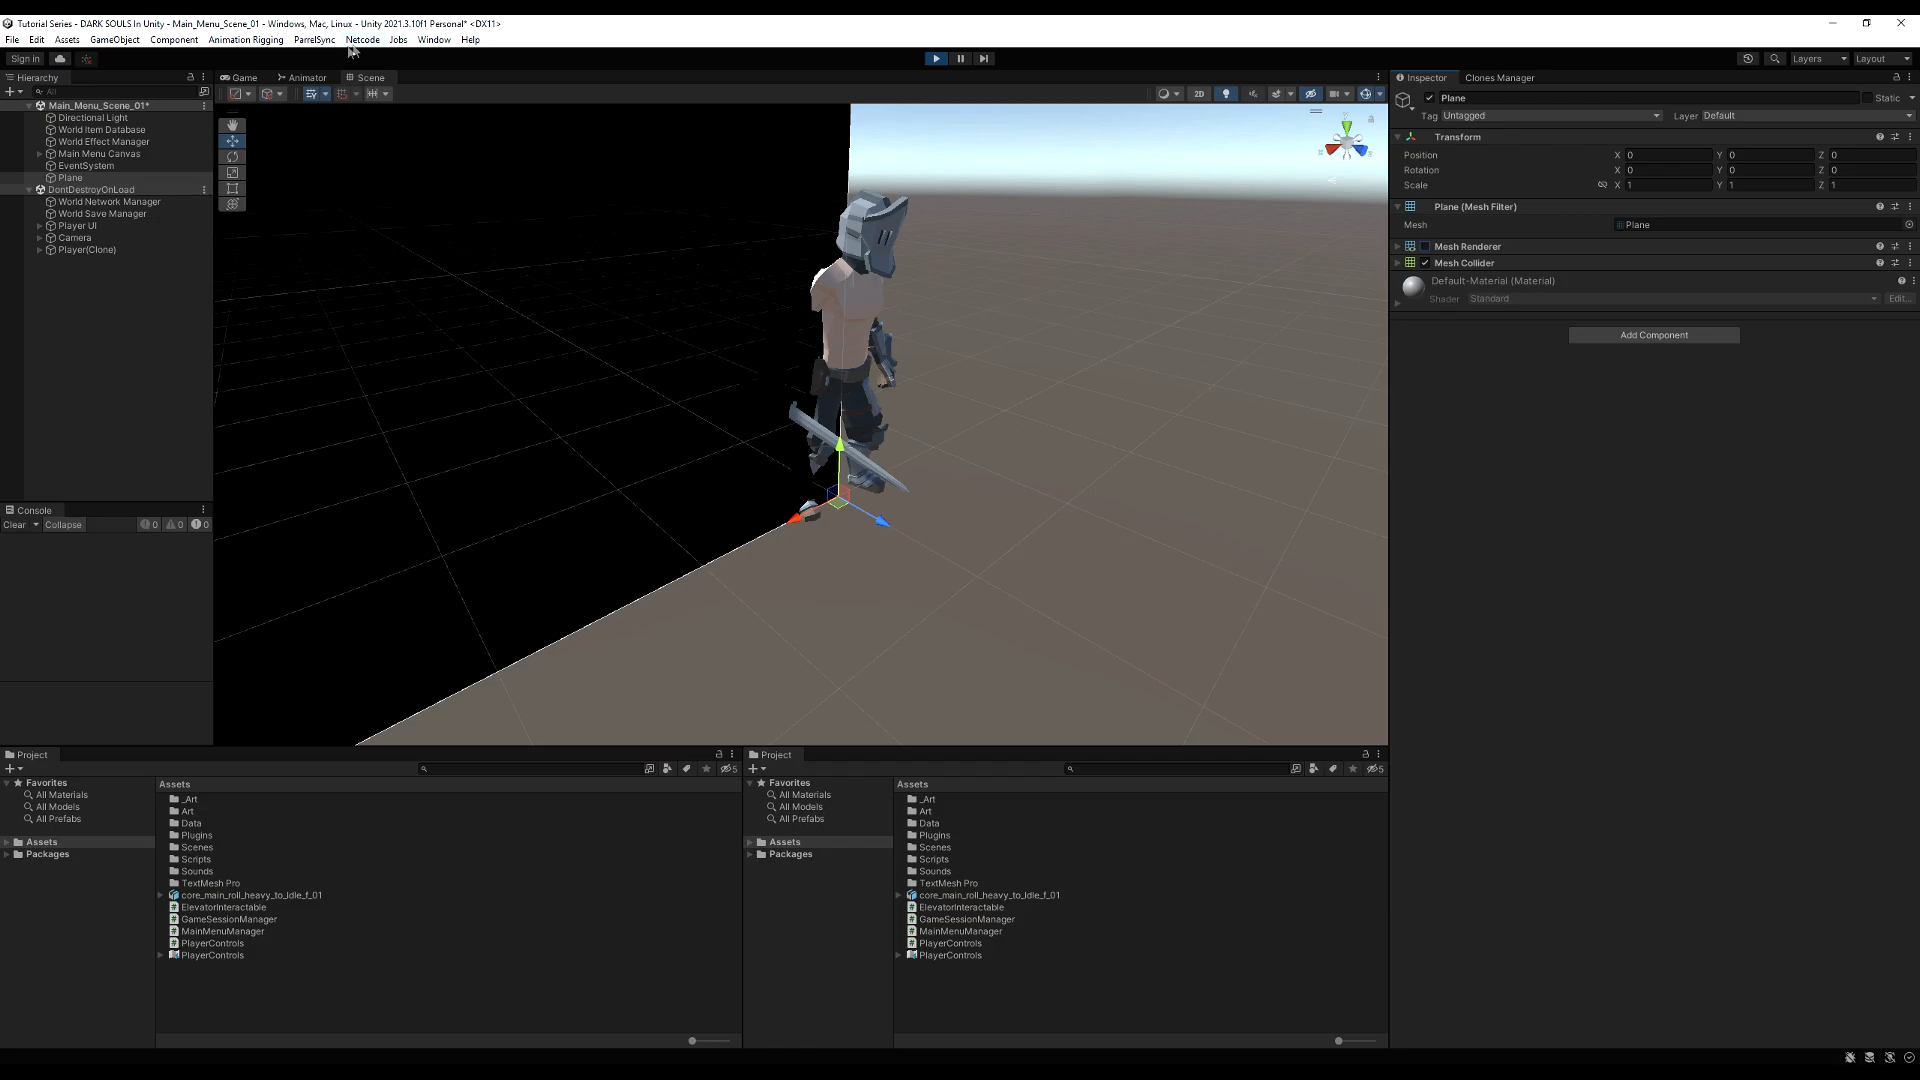 Tutorial Series - DARK SOULS In Unity - Main_Menu_Scene_01 - Windows, Mac, Linux - Unity 2021.3.10f1 Personal* <DX11>
File Edit Assets GameObject Component Animation Rigging ParrelSync Netcode Jobs Window Help
Sign in
Layers
Layout
Hierarchy
All
Main_Menu_Scene_01*
Directional Light
World Item Database
World Effect Manager
Main Menu Canvas
EventSystem
Plane
DontDestroyOnLoad
World Network Manager
World Save Manager
Player UI
Camera
Player(Clone)
Console
Clear Collapse 0 0 0
Game Animator Scene
2D
Inspector Clones Manager
Plane Static
Tag Untagged Layer Default
Transform
Position X 0 Y 0 Z 0
Rotation X 0 Y 0 Z 0
Scale X 1 Y 1 Z 1
Plane (Mesh Filter)
Mesh Plane
Mesh Renderer
Mesh Collider
Default-Material (Material)
Shader Standard Edit...
Add Component
Project
5
Favorites
All Materials
All Models
All Prefabs
Assets
Packages
Assets
_Art
Art
Data
Plugins
Scenes
Scripts
Sounds
TextMesh Pro
core_main_roll_heavy_to_Idle_f_01
ElevatorInteractable
GameSessionManager
MainMenuManager
PlayerControls
PlayerControls
Project
5
Favorites
All Materials
All Models
All Prefabs
Assets
Packages
Assets
_Art
Art
Data
Plugins
Scenes
Scripts
Sounds
TextMesh Pro
core_main_roll_heavy_to_Idle_f_01
ElevatorInteractable
GameSessionManager
MainMenuManager
PlayerControls
PlayerControls